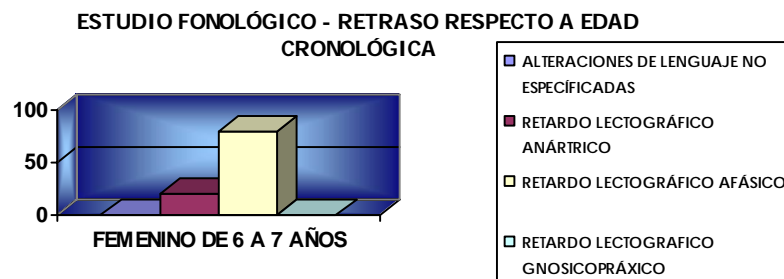 ESTUDIO FONOLÓGICO - RETRASO RESPECTO A EDAD
CRONOLÓGICA
100
50
0
FEMENINO DE 6 A 7 AÑOS
ALTERACIONES DE LENGUAJE NO
ESPECÍFICADAS
RETARDO LECTOGRÁFICO
ANÁRTRICO
RETARDO LECTOGRÁFICO AFÁSICO
RETARDO LECTOGRAFICO
GNOSICOPRÁXICO